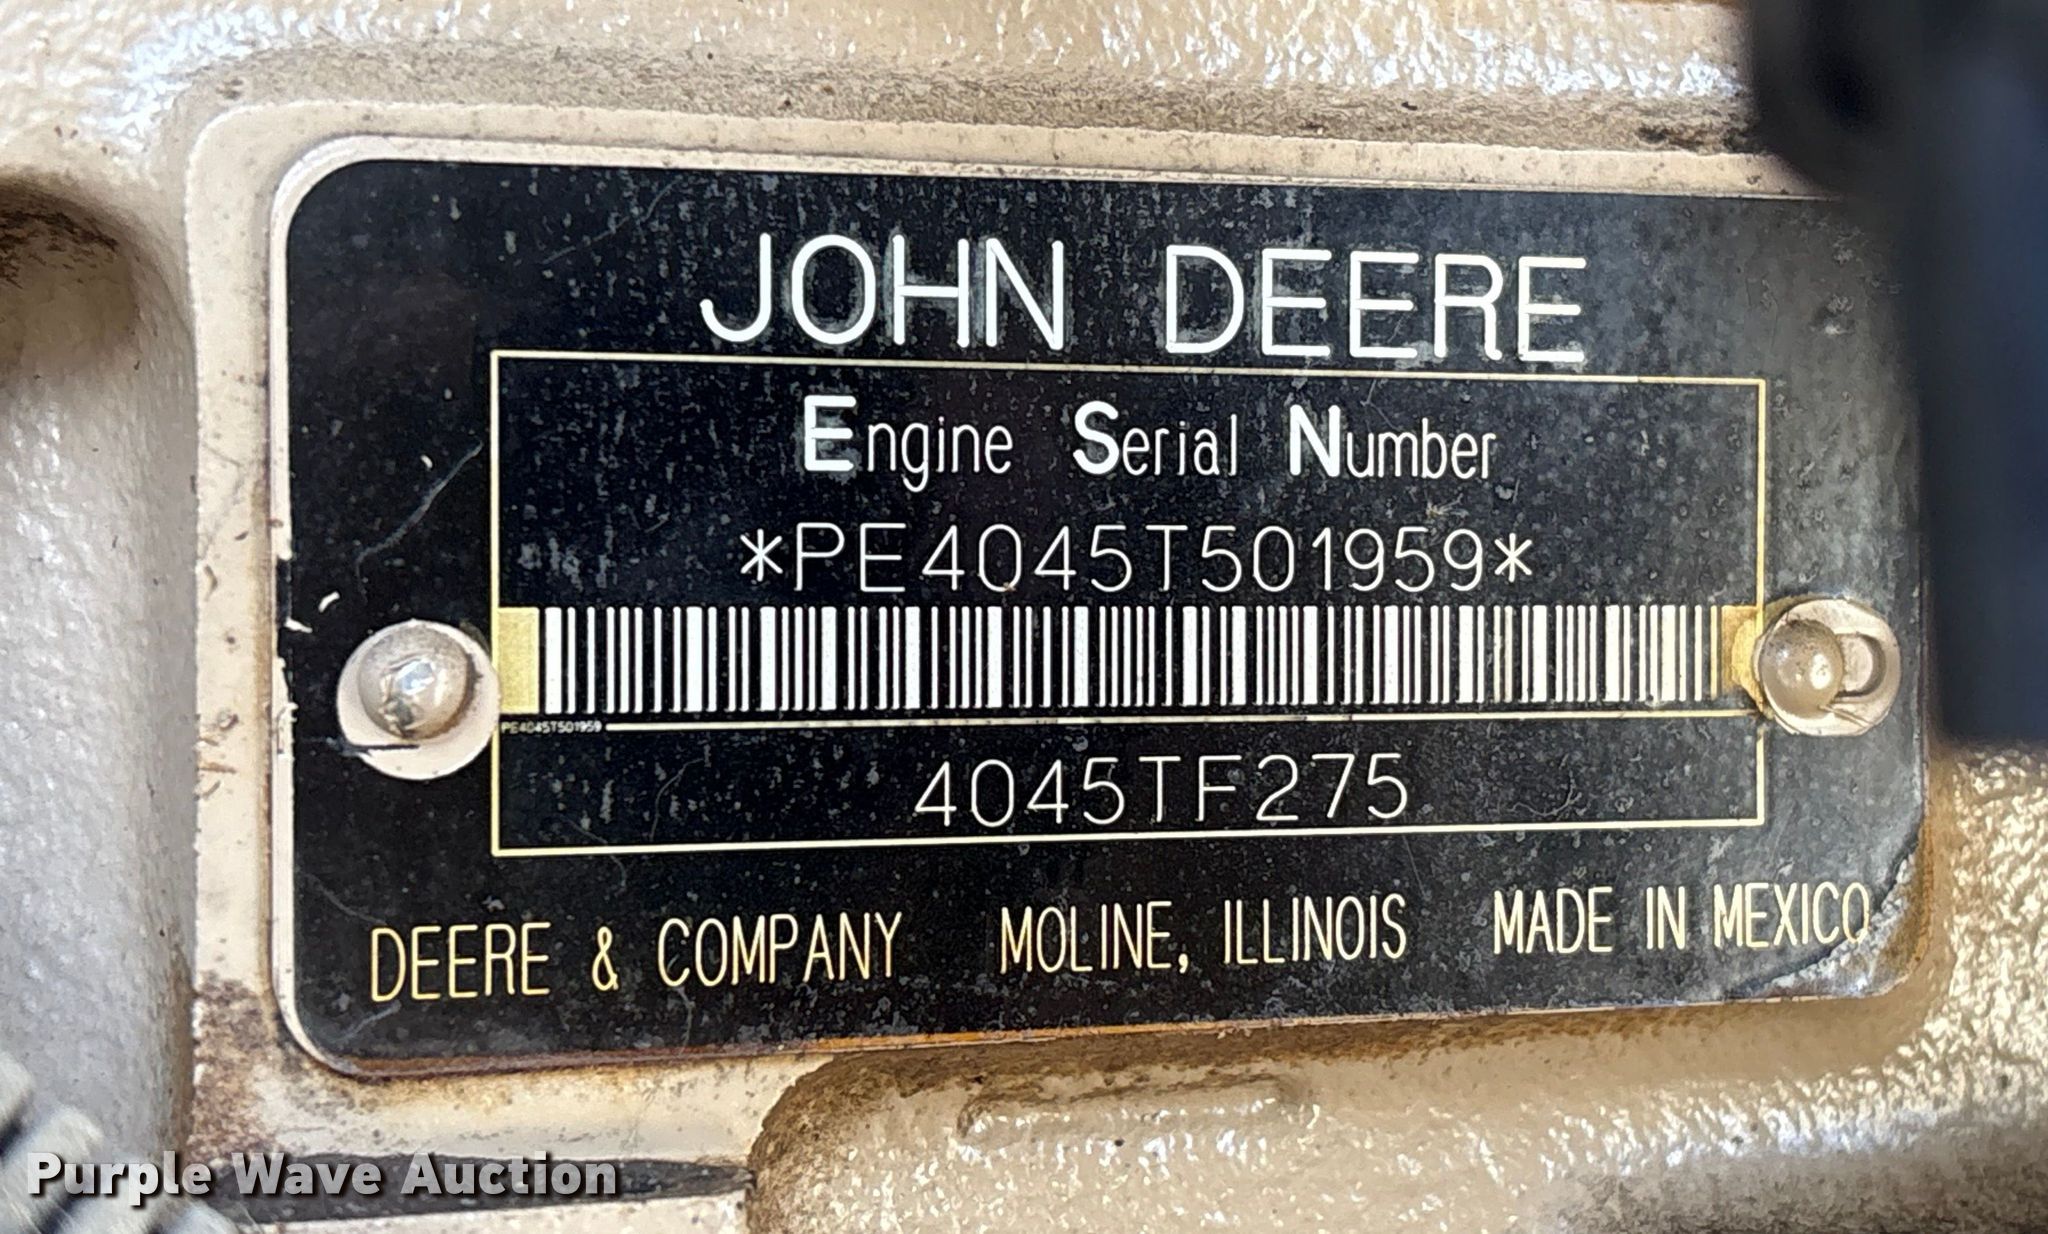 JOHN DEERE
Engine Serial Number
*PE4045T501959*
PE4045T501959
4045TF275
DEERE & COMPANY MOLINE, ILLINOIS MADE IN MEXICO
Purple Wave Auction